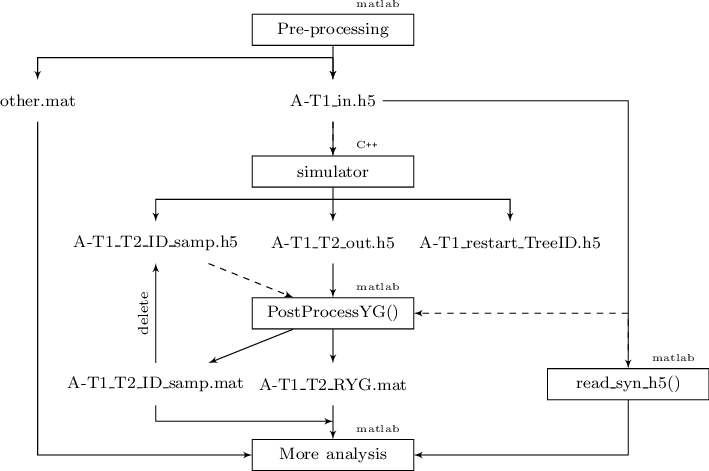 matlab
Pre-processing
other.mat
A-T1_in.h5
C++
simulator
A-T1_T2_ID_samp.h5
A-T1_T2_out.h5
A-T1_restart_TreeID.h5
matlab
PostProcessYG()
delete
matlab
A-T1_T2_ID_samp.mat
A-T1_T2_RYG.mat
read_syn_h5()
matlab
More analysis